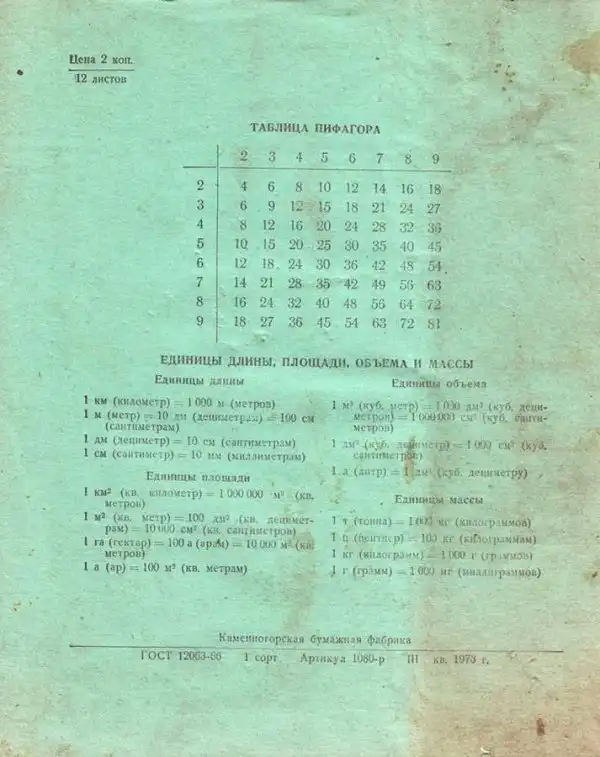 Цена 2 коп.
12 листов
ТАБЛИЦА ПИФАГОРА
2 3 4 5 6 7 8 9
2 4 6 8 10 12 14 16 18
3 6 9 12 15 18 21 24 27
4 8 12 16 20 24 28 32 36
5 10 15 20 25 30 35 40 45
6 12 18 24 30 36 42 48 54
7 14 21 28 35 42 49 56 63
8 16 24 32 40 48 56 64 72
9 18 27 36 45 54 63 72 81
ЕДИНИЦЫ ДЛИНЫ, ПЛОЩАДИ, ОБЪЕМА И МАССЫ
Единицы длины
1 км (километр) = 1 000 м (метров)
1 м (метр) = 10 дм (дециметрам) = 100 см
(сантиметрам)
1 дм (дециметр) = 10 см (сантиметрам)
1 см (сантиметр) = 10 мм (миллиметрам)
Единицы площади
1 км² (кв. километр) = 1 000 000 м² (кв.
метров)
1 м² (кв. метр) = 100 дм² (кв. децимет-
рам) = 10 000 см² (кв. сантиметров)
1 га (гектар) = 100 а (арам) = 10 000 м² (кв.
метров)
1 а (ар) = 100 м² (кв. метрам)
Единицы объема
1 м³ (куб. метр) = 1 000 дм³ (куб. деци-
метров) = 1 000 000 см³ (куб. санти-
метров)
1 дм³ (куб. дециметр) = 1 000 см³ (куб.
сантиметров)
1 л (литр) = 1 дм³ (куб. дециметру)
Единицы массы
1 т (тонна) = 1 000 кг (килограммов)
1 ц (центнер) = 100 кг (килограммам)
1 кг (килограмм) = 1 000 г (граммов)
1 г (грамм) = 1 000 мг (миллиграммов)
Каменногорская бумажная фабрика
ГОСТ 12063-66 1 сорт. Артикул 1080-р III кв. 1973 г.